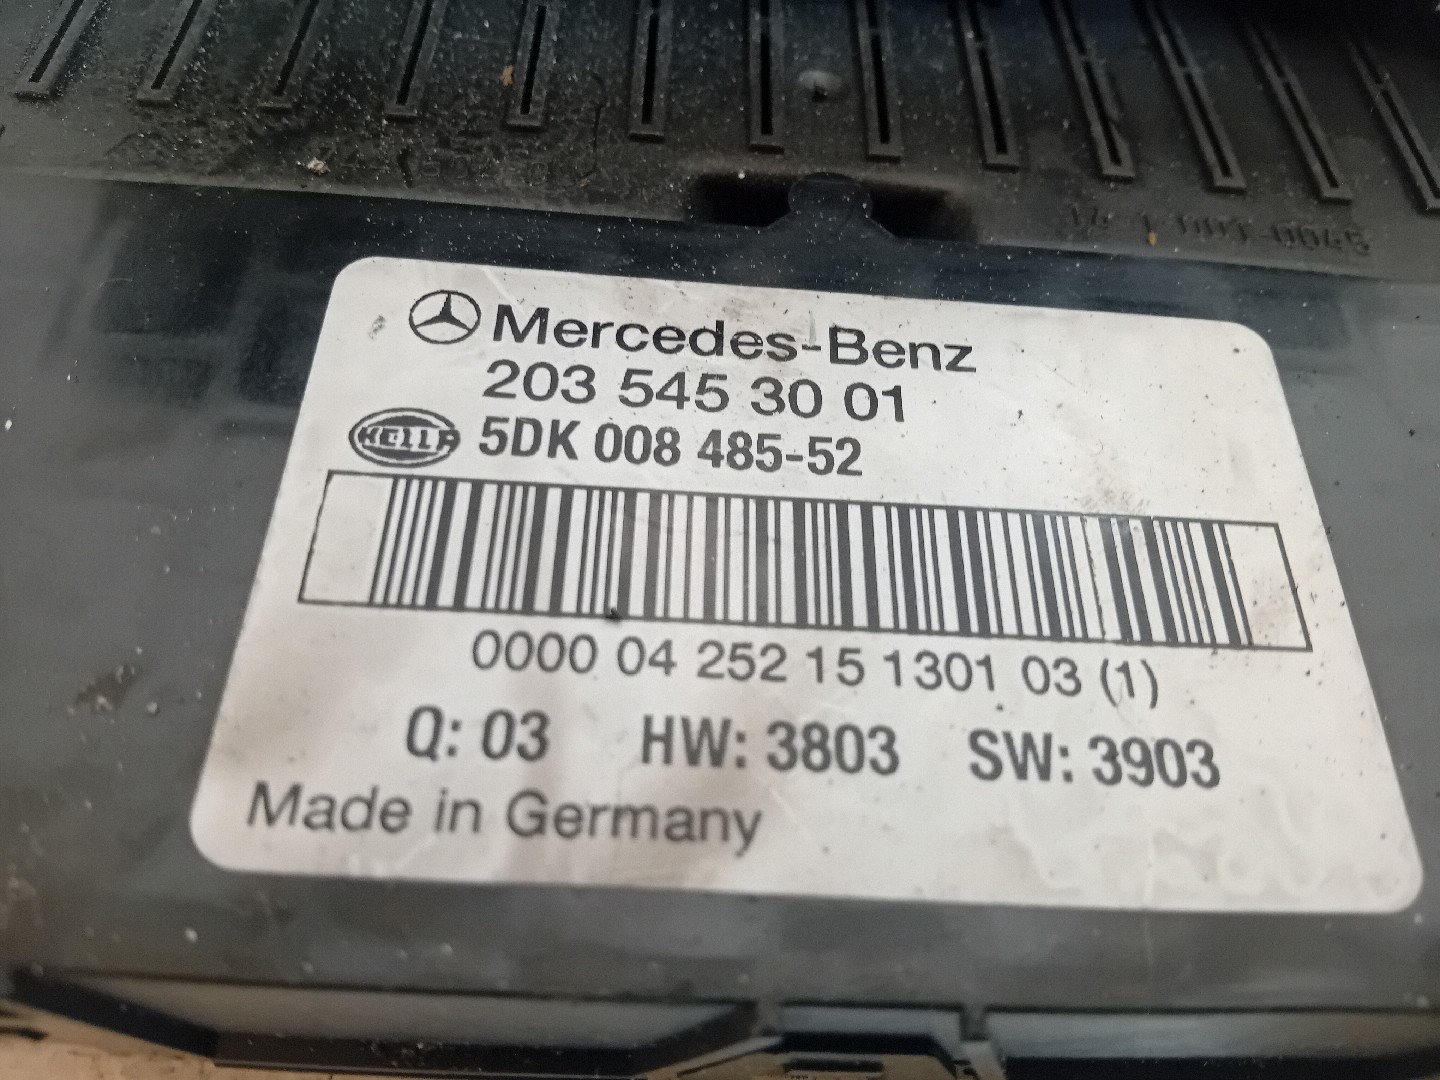 Mercedes-Benz
203 545 30 01
HELLA 5DK 008 485-52
0000 04 252 15 1301 03 (1)
Q: 03 HW: 3803 SW: 3903
Made in Germany